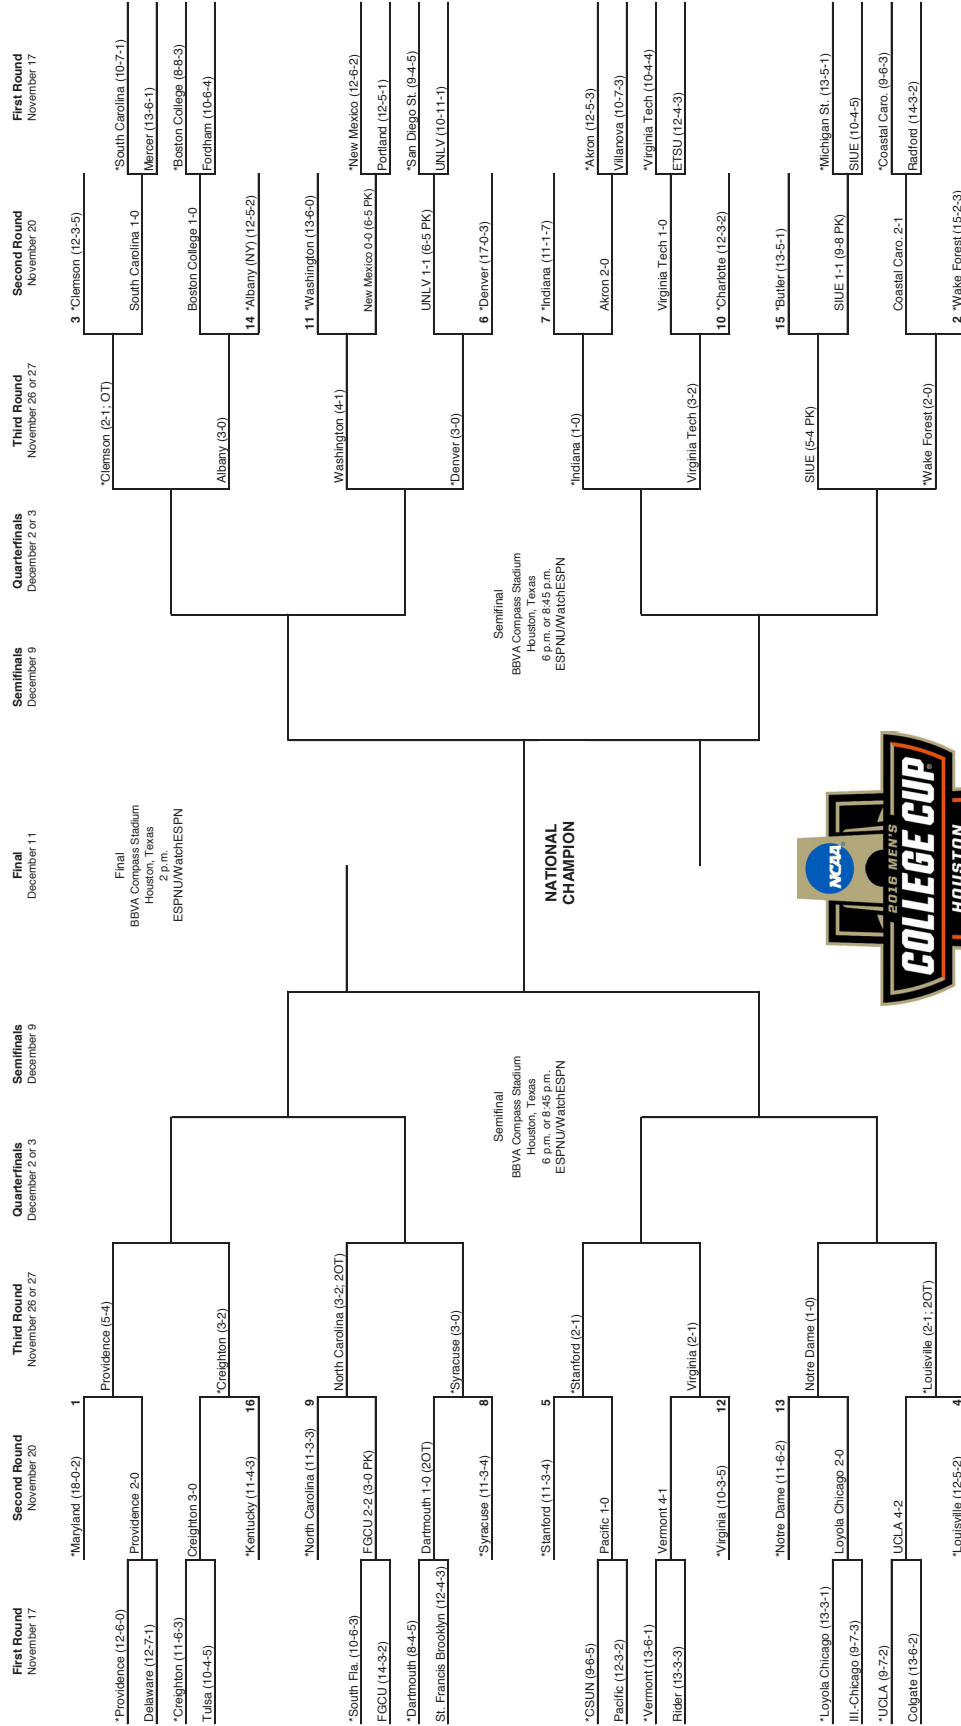 First Round
November 17
Second Round
November 20
Third Round
November 26 or 27
Quarterfinals
December 2 or 3
Semifinals
December 9
Final
December 11
Semifinals
December 9
Quarterfinals
December 2 or 3
Third Round
November 26 or 27
Second Round
November 20
First Round
November 17
*Maryland (18-0-2)
1
*Providence (12-6-0)
Providence 2-0
Delaware (12-7-1)
Providence (5-4)
*Creighton (11-6-3)
Creighton 3-0
Tulsa (10-4-5)
*Creighton (3-2)
*Kentucky (11-4-3)
16
*North Carolina (11-3-3)
9
*South Fla. (10-6-3)
FGCU 2-2 (3-0 PK)
FGCU (14-3-2)
North Carolina (3-2; 2OT)
*Dartmouth (8-4-5)
Dartmouth 1-0 (2OT)
St. Francis Brooklyn (12-4-3)
*Syracuse (3-0)
*Syracuse (11-3-4)
8
*Stanford (11-3-4)
5
*CSUN (9-6-5)
Pacific 1-0
Pacific (12-3-2)
*Stanford (2-1)
*Vermont (13-6-1)
Vermont 4-1
Rider (13-3-3)
Virginia (2-1)
*Virginia (10-3-5)
12
*Notre Dame (11-6-2)
13
*Loyola Chicago (13-3-1)
Loyola Chicago 2-0
Ill.-Chicago (9-7-3)
Notre Dame (1-0)
*UCLA (9-7-2)
UCLA 4-2
Colgate (13-6-2)
*Louisville (2-1; 2OT)
*Louisville (12-5-2)
4
Semifinal
BBVA Compass Stadium
Houston, Texas
6 p.m. or 8:45 p.m.
ESPNU/WatchESPN
Final
BBVA Compass Stadium
Houston, Texas
2 p.m.
ESPNU/WatchESPN
NATIONAL
CHAMPION
NCAA
2016 MEN'S
COLLEGE CUP
HOUSTON
Semifinal
BBVA Compass Stadium
Houston, Texas
6 p.m. or 8:45 p.m.
ESPNU/WatchESPN
3 *Clemson (12-3-5)
*South Carolina (10-7-1)
South Carolina 1-0
Mercer (13-6-1)
*Clemson (2-1; OT)
*Boston College (8-8-3)
Boston College 1-0
Fordham (10-6-4)
Albany (3-0)
14 *Albany (NY) (12-5-2)
11 *Washington (13-6-0)
*New Mexico (12-6-2)
New Mexico 0-0 (6-5 PK)
Portland (12-5-1)
Washington (4-1)
*San Diego St. (9-4-5)
UNLV 1-1 (6-5 PK)
UNLV (10-11-1)
*Denver (3-0)
6 *Denver (17-0-3)
7 *Indiana (11-1-7)
*Akron (12-5-3)
Akron 2-0
Villanova (10-7-3)
*Indiana (1-0)
*Virginia Tech (10-4-4)
Virginia Tech 1-0
ETSU (12-4-3)
Virginia Tech (3-2)
10 *Charlotte (12-3-2)
15 *Butler (13-5-1)
*Michigan St. (13-5-1)
SIUE 1-1 (9-8 PK)
SIUE (10-4-5)
SIUE (5-4 PK)
*Coastal Caro. (9-6-3)
Coastal Caro. 2-1
Radford (14-3-2)
*Wake Forest (2-0)
2 *Wake Forest (15-2-3)